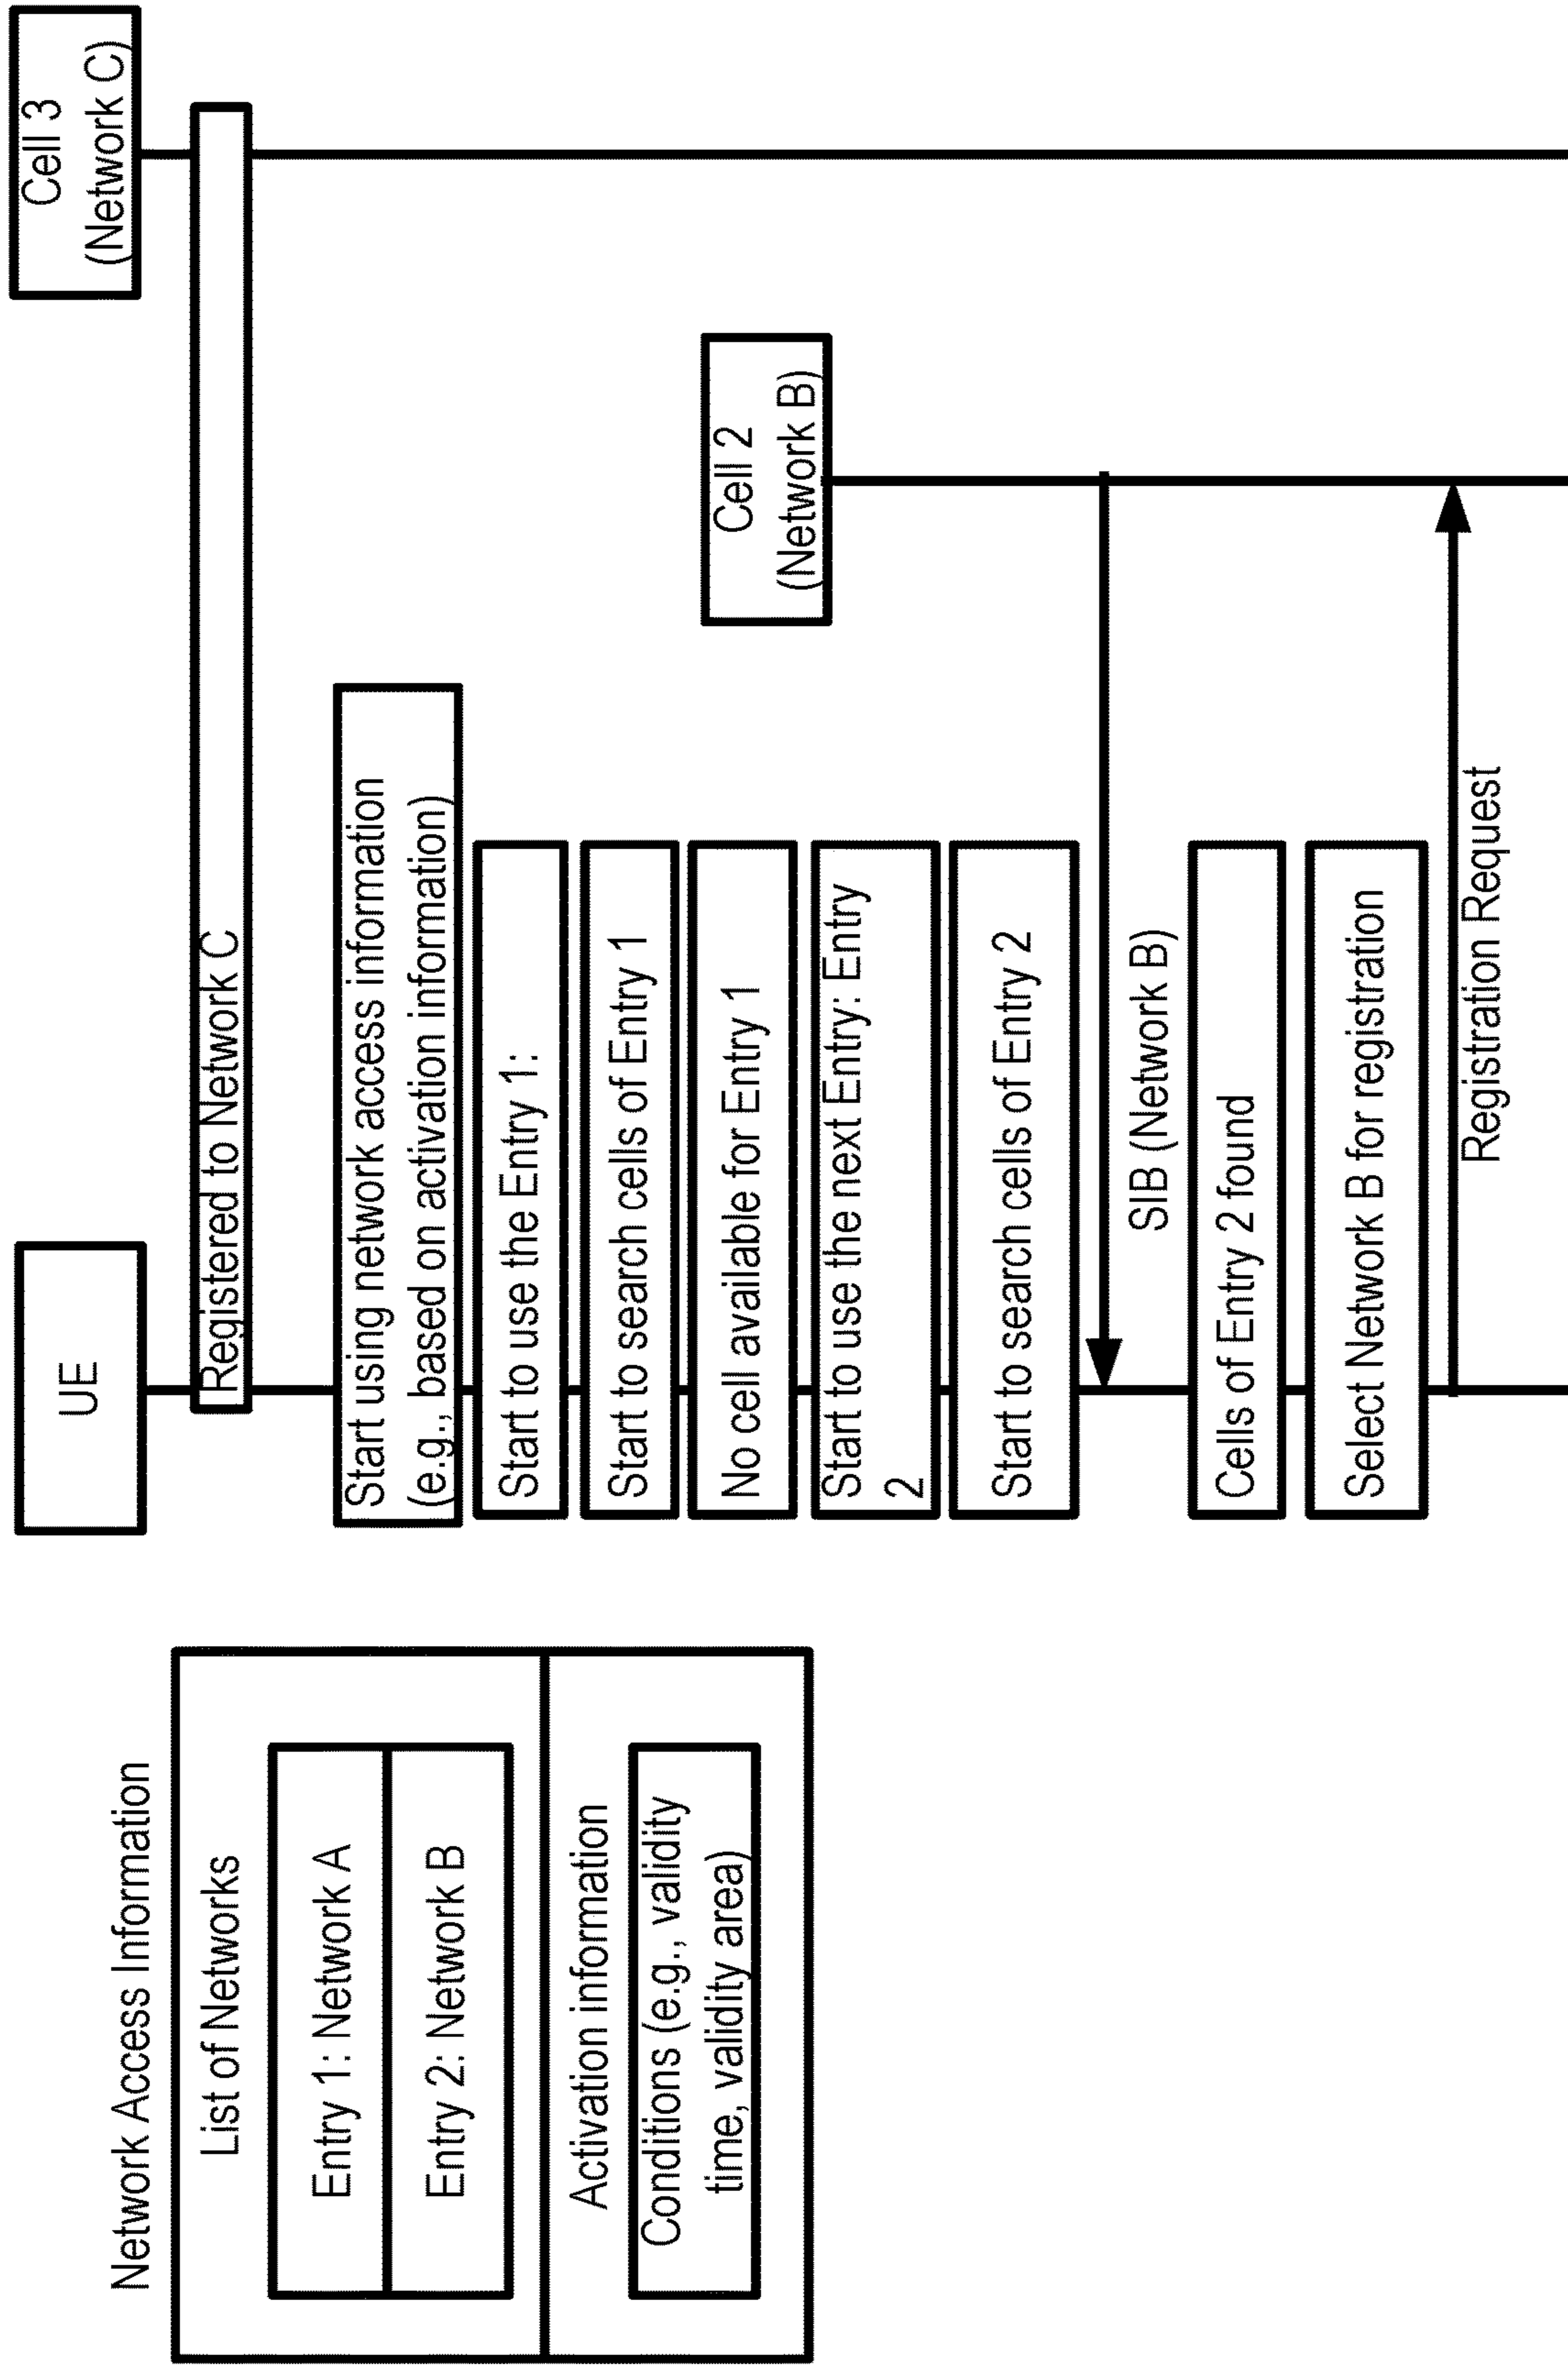 Network Access Information
List of Networks
Entry 1: Network A
Entry 2: Network B
Activation information
Conditions (e.g., validity
time, validity area)
UE
Cell 3
(Network C)
Registered to Network C
Start using network access information
(e.g., based on activation information)
Start to use the Entry 1:
Start to search cells of Entry 1
No cell available for Entry 1
Cell 2
(Network B)
Start to use the next Entry: Entry
2
Start to search cells of Entry 2
SIB (Network B)
Cells of Entry 2 found
Select Network B for registration
Registration Request